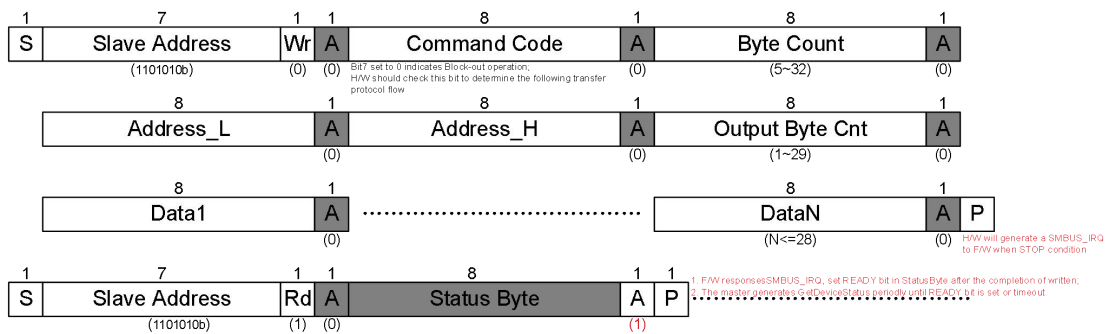 1 7 1 1 8 1 8 1
S Slave Address Wr A Command Code A Byte Count A
(1101010b) (0) (0) (0) (5~32) (0)
Bit7 set to 0 indicates Block-out operation;
H/W should check this bit to determine the following transfer
protocol flow
8 1 8 1 8 1
Address_L A Address_H A Output Byte Cnt A
(0) (0) (1~29) (0)
8 1 8 1
Data1 A DataN A P
(0) (N<=28) (0)
H/W will generate a SMBUS_IRQ
to F/W when STOP condition
1 7 1 1 8 1 1
S Slave Address Rd A Status Byte A P
(1101010b) (1) (0) (1)
1. F/W responsesSMBUS_IRQ, set READY bit in StatusByte after the completion of written;
2. The master generates GetDeviceStatus periodly until READY bit is set or timeout